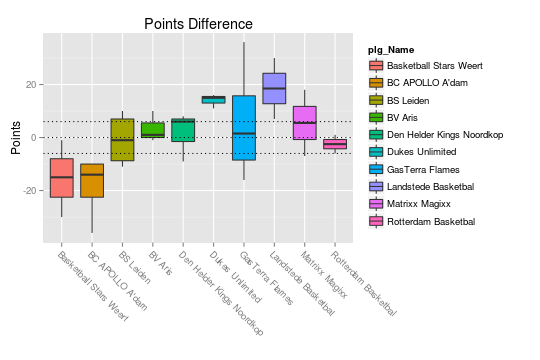 Points Difference
Points
20
0
-20
Basketball Stars Weert
BC APOLLO A'dam
BS Leiden
BV Aris
Den Helder Kings Noordkop
Dukes Unlimited
GasTerra Flames
Landstede Basketbal
Matrixx Magixx
Rotterdam Basketbal
plg_Name
Basketball Stars Weert
BC APOLLO A'dam
BS Leiden
BV Aris
Den Helder Kings Noordkop
Dukes Unlimited
GasTerra Flames
Landstede Basketbal
Matrixx Magixx
Rotterdam Basketbal